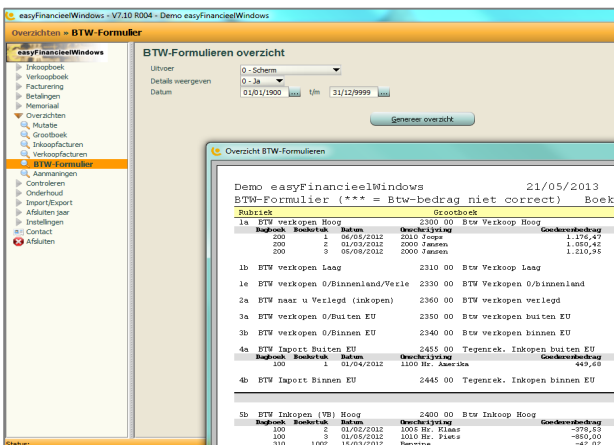 easyFinancieelWindows - V7.10 R004 - Demo easyFinancieelWindows
Overzichten » BTW-Formulier
easyFinancieelWindows
Inkoopboek
Verkoopboek
Facturering
Betalingen
Memoriaal
Overzichten
Mutatie
Grootboek
Inkoopfacturen
Verkoopfacturen
BTW-Formulier
Aanmaningen
Controleren
Onderhoud
Import/Export
Afsluiten jaar
Instellingen
Contact
Afsluiten
Status:
BTW-Formulieren overzicht
Uitvoer 0 - Scherm
Details weergeven 0 - Ja
Datum 01/01/1900 .... t/m 31/12/9999 ....
Genereer overzicht
Overzicht BTW-Formulieren
Demo easyFinancieelWindows 21/05/2013
BTW-Formulier (*** = Btw-bedrag niet correct) Boek
Rubriek Grootboek
1a BTW verkopen Hoog 2300 00 Btw Verkoop Hoog
Dagboek Boekstuk Datum Omschrijving Goederenbedrag
200 1 06/05/2012 2010 Joops 1.176,47
200 2 01/03/2012 2000 Jansen 1.050,42
200 3 05/08/2012 2000 Jansen 1.210,95
1b BTW verkopen Laag 2310 00 Btw Verkoop Laag
1e BTW verkopen 0/Binnenland/Verle 2330 00 BTW Verkopen 0/binnenland
2a BTW naar u Verlegd (inkopen) 2360 00 BTW verkopen verlegd
3a BTW verkopen 0/Buiten EU 2350 00 Btw verkopen buiten EU
3b BTW verkopen 0/Binnen EU 2340 00 Btw verkopen binnen EU
4a BTW Import Buiten EU 2455 00 Tegenrek. Inkopen buiten EU
Dagboek Boekstuk Datum Omschrijving Goederenbedrag
100 1 01/04/2012 1100 Mr. Amerika 449,68
4b BTW Import Binnen EU 2445 00 Tegenrek. Inkopen binnen EU
5b BTW Inkopen (VB) Hoog 2400 00 Btw Inkoop Hoog
Dagboek Boekstuk Datum Omschrijving Goederenbedrag
100 2 01/02/2012 1005 Hr. Klaas -378,53
100 3 01/05/2012 1010 Hr. Piets -850,00
310 1002 15/03/2012 Benzine -42,02